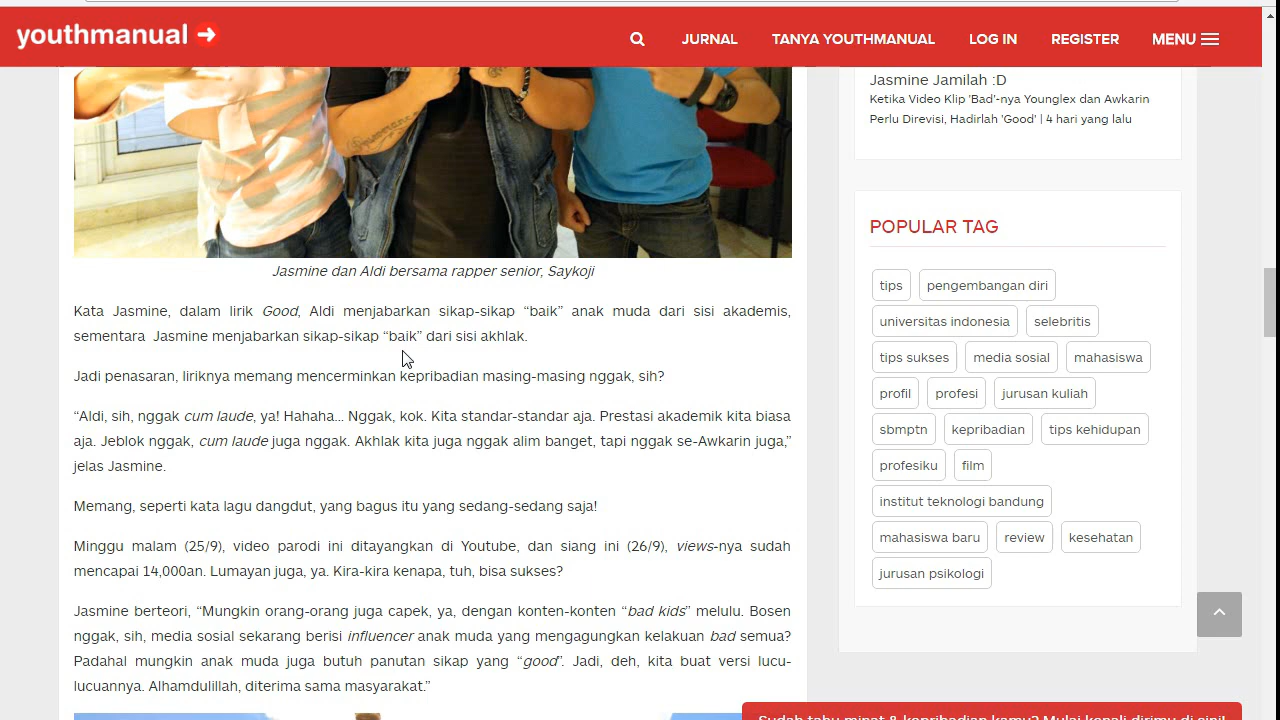 youthmanual
JURNAL TANYA YOUTHMANUAL LOG IN REGISTER MENU
Jasmine dan Aldi bersama rapper senior, Saykoji
Kata Jasmine, dalam lirik Good, Aldi menjabarkan sikap-sikap “baik” anak muda dari sisi akademis,
sementara Jasmine menjabarkan sikap-sikap “baik” dari sisi akhlak.
Jadi penasaran, liriknya memang mencerminkan kepribadian masing-masing nggak, sih?
“Aldi, sih, nggak cum laude, ya! Hahaha... Nggak, kok. Kita standar-standar aja. Prestasi akademik kita biasa
aja. Jeblok nggak, cum laude juga nggak. Akhlak kita juga nggak alim banget, tapi nggak se-Awkarin juga,”
jelas Jasmine.
Memang, seperti kata lagu dangdut, yang bagus itu yang sedang-sedang saja!
Minggu malam (25/9), video parodi ini ditayangkan di Youtube, dan siang ini (26/9), views-nya sudah
mencapai 14,000an. Lumayan juga, ya. Kira-kira kenapa, tuh, bisa sukses?
Jasmine berteori, “Mungkin orang-orang juga capek, ya, dengan konten-konten “bad kids” melulu. Bosen
nggak, sih, media sosial sekarang berisi influencer anak muda yang mengagungkan kelakuan bad semua?
Padahal mungkin anak muda juga butuh panutan sikap yang “good”. Jadi, deh, kita buat versi lucu-
lucuannya. Alhamdulillah, diterima sama masyarakat.”
Jasmine Jamilah :D
Ketika Video Klip 'Bad'-nya Younglex dan Awkarin
Perlu Direvisi, Hadirlah 'Good' | 4 hari yang lalu
POPULAR TAG
tips pengembangan diri
universitas indonesia selebritis
tips sukses media sosial mahasiswa
profil profesi jurusan kuliah
sbmptn kepribadian tips kehidupan
profesiku film
institut teknologi bandung
mahasiswa baru review kesehatan
jurusan psikologi
Sudah tahu minat & kepribadian kamu? Mulai kenali dirimu di sini!